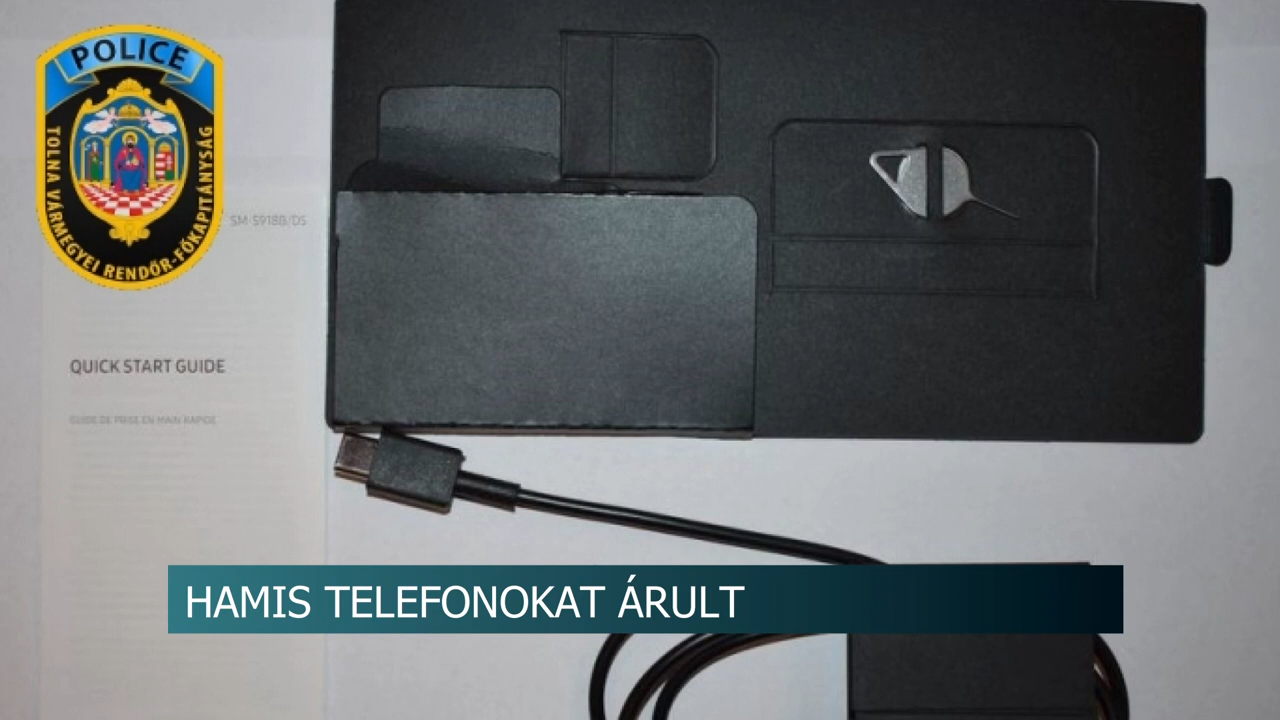 POLICE
TOLNA VÁRMEGYEI RENDŐR-FŐKAPITÁNYSÁG
SM-S918B/DS
QUICK START GUIDE
GUIDE DE PRISE EN MAIN RAPIDE
HAMIS TELEFONOKAT ÁRULT